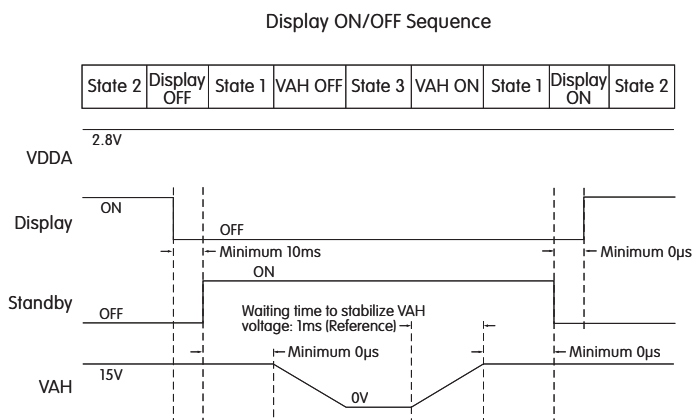 Display ON/OFF Sequence
State 2
Display
OFF
State 1
VAH OFF
State 3
VAH ON
State 1
Display
ON
State 2
VDDA
2.8V
Display
ON
OFF
Minimum 10ms
Minimum 0µs
Standby
OFF
ON
Waiting time to stabilize VAH
voltage: 1ms (Reference)
Minimum 0µs
Minimum 0µs
VAH
15V
0V